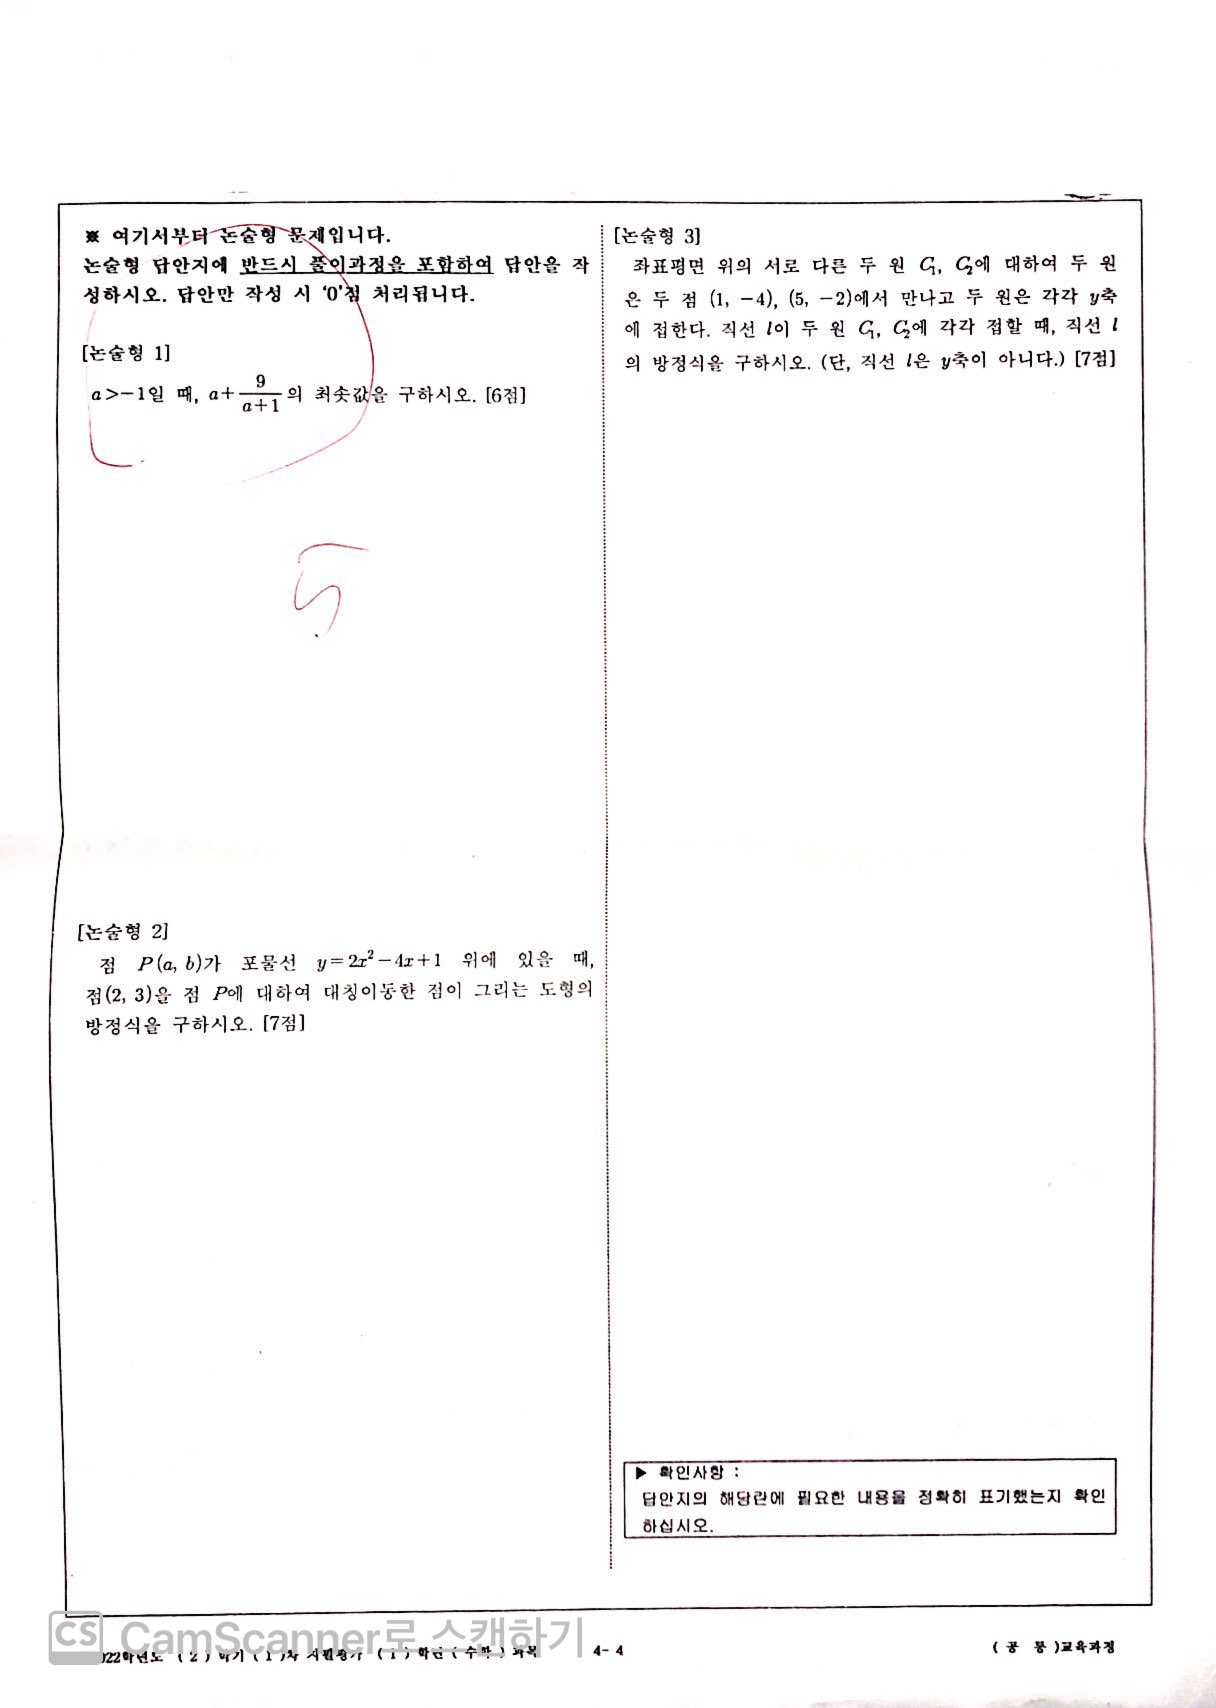 ※ 여기서부터 논술형 문제입니다.
논술형 답안지에 반드시 풀이과정을 포함하여 답안을 작
성하시오. 답안만 작성 시 '0'점 처리됩니다.
[논술형 1]
a>-1일 때, a+9/(a+1)의 최솟값을 구하시오. [6점]
5
[논술형 2]
점 P(a, b)가 포물선 y=2x²-4x+1 위에 있을 때,
점(2, 3)을 점 P에 대하여 대칭이동한 점이 그리는 도형의
방정식을 구하시오. [7점]
[논술형 3]
좌표평면 위의 서로 다른 두 원 C₁, C₂에 대하여 두 원
은 두 점 (1, -4), (5, -2)에서 만나고 두 원은 각각 y축
에 접한다. 직선 l이 두 원 C₁, C₂에 각각 접할 때, 직선 l
의 방정식을 구하시오. (단, 직선 l은 y축이 아니다.) [7점]
▶ 확인사항 :
답안지의 해당란에 필요한 내용을 정확히 표기했는지 확인
하십시오.
CS CamScanner로 스캔하기
022학년도 (2)학기 (1)차 지필평가 (1)학년 (수학)과목 4-4 (공통)교육과정